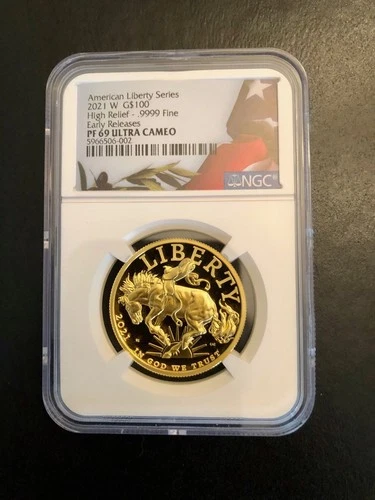 American Liberty Series
2021 W G$100
High Relief - .9999 Fine
Early Releases
PF 69 ULTRA CAMEO
5966506-002
NGC
LIBERTY
2021 IN GOD WE TRUST